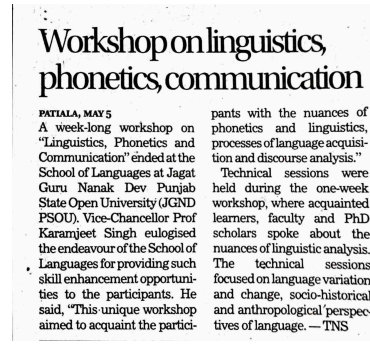 Workshop on linguistics,
phonetics, communication
PATIALA, MAY 5
A week-long workshop on
"Linguistics, Phonetics and
Communication" ended at the
School of Languages at Jagat
Guru Nanak Dev Punjab
State Open University (JGND
PSOU). Vice-Chancellor Prof
Karamjeet Singh eulogised
the endeavour of the School of
Languages for providing such
skill enhancement opportuni-
ties to the participants. He
said, "This unique workshop
aimed to acquaint the partici-
pants with the nuances of
phonetics and linguistics,
processes of language acquisi-
tion and discourse analysis."
Technical sessions were
held during the one-week
workshop, where acquainted
learners, faculty and PhD
scholars spoke about the
nuances of linguistic analysis.
The technical sessions
focused on language variation
and change, socio-historical
and anthropological perspec-
tives of language. — TNS